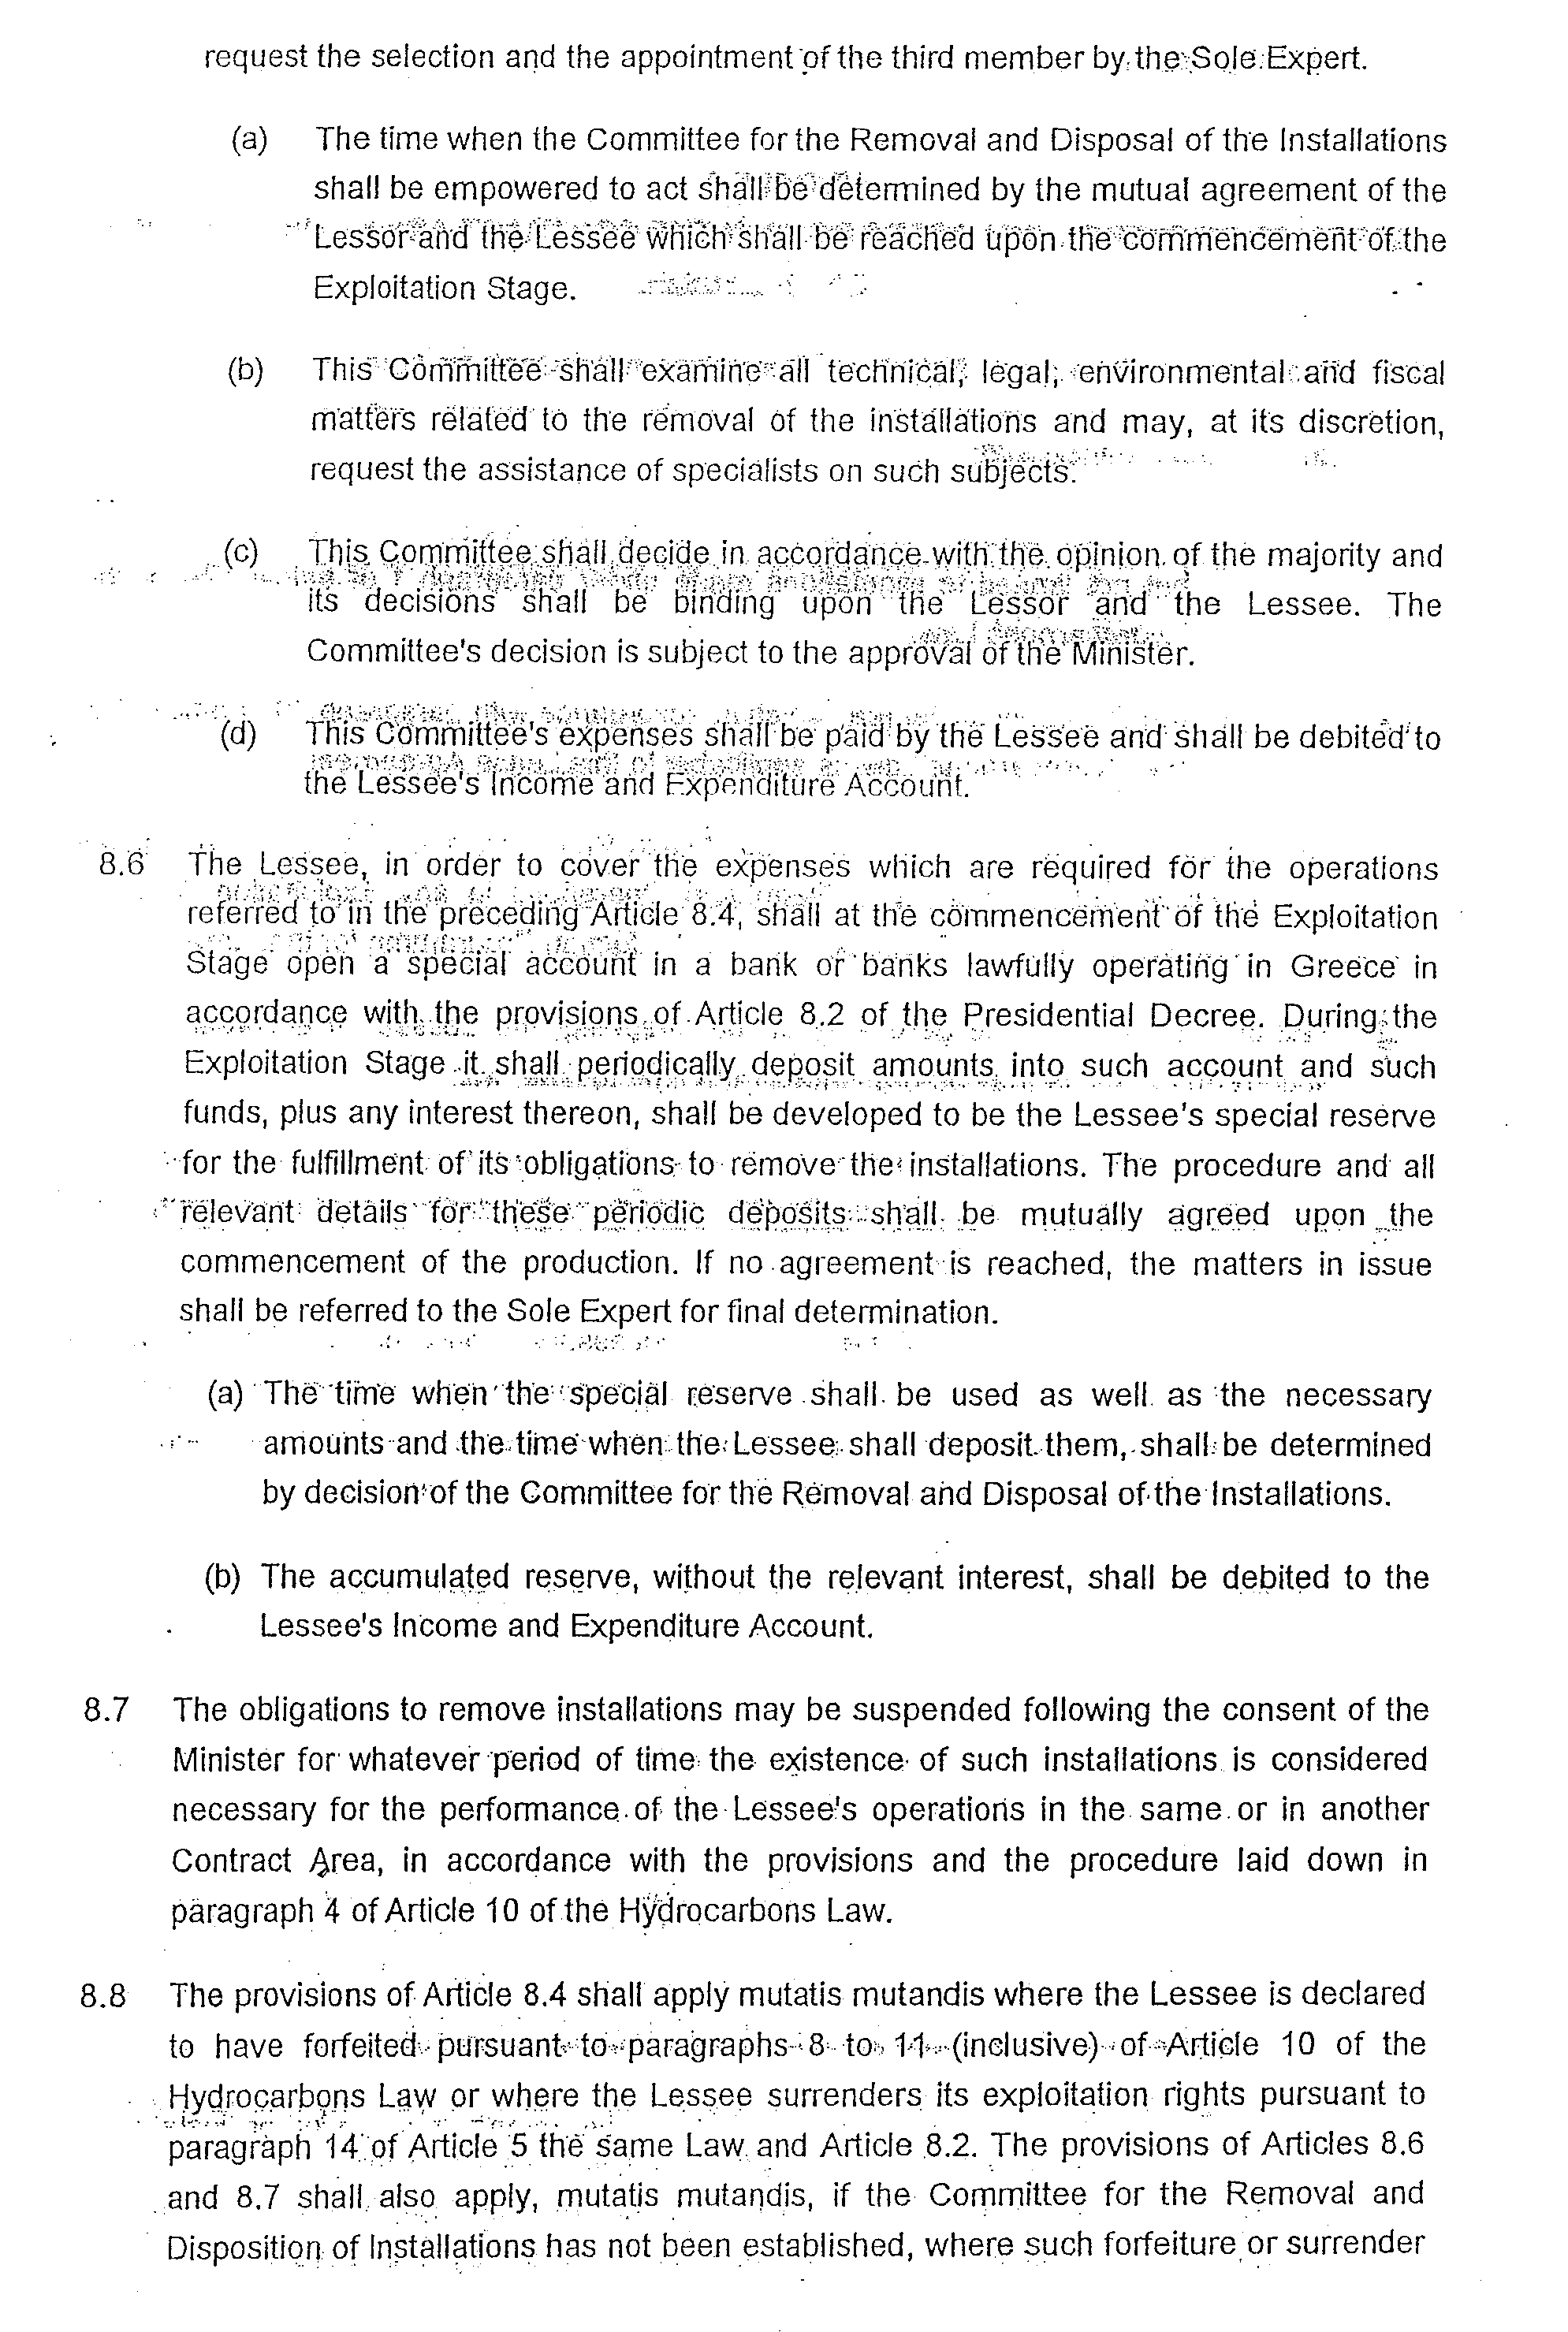 request the selection and the appointment of the third member by the Sole Expert.
(a) The time when the Committee for the Removal and Disposal of the Installations
shall be empowered to act shall be determined by the mutual agreement of the
Lessor and the Lessee which shall be reached upon the commencement of the
Exploitation Stage.
(b) This Committee shall examine all technical, legal, environmental and fiscal
matters related to the removal of the installations and may, at its discretion,
request the assistance of specialists on such subjects.
(c) This Committee shall decide in accordance with the opinion of the majority and
its decisions shall be binding upon the Lessor and the Lessee. The
Committee's decision is subject to the approval of the Minister.
(d) This Committee's expenses shall be paid by the Lessee and shall be debited to
the Lessee's Income and Expenditure Account.
8.6 The Lessee, in order to cover the expenses which are required for the operations
referred to in the preceding Article 8.4, shall at the commencement of the Exploitation
Stage open a special account in a bank or banks lawfully operating in Greece in
accordance with the provisions of Article 8.2 of the Presidential Decree. During the
Exploitation Stage it shall periodically deposit amounts into such account and such
funds, plus any interest thereon, shall be developed to be the Lessee's special reserve
for the fulfillment of its obligations to remove the installations. The procedure and all
relevant details for these periodic deposits shall be mutually agreed upon the
commencement of the production. If no agreement is reached, the matters in issue
shall be referred to the Sole Expert for final determination.
(a) The time when the special reserve shall be used as well as the necessary
amounts and the time when the Lessee shall deposit them, shall be determined
by decision of the Committee for the Removal and Disposal of the Installations.
(b) The accumulated reserve, without the relevant interest, shall be debited to the
Lessee's Income and Expenditure Account.
8.7 The obligations to remove installations may be suspended following the consent of the
Minister for whatever period of time the existence of such installations is considered
necessary for the performance of the Lessee's operations in the same or in another
Contract Area, in accordance with the provisions and the procedure laid down in
paragraph 4 of Article 10 of the Hydrocarbons Law.
8.8 The provisions of Article 8.4 shall apply mutatis mutandis where the Lessee is declared
to have forfeited pursuant to paragraphs 8 to 11 (inclusive) of Article 10 of the
Hydrocarbons Law or where the Lessee surrenders its exploitation rights pursuant to
paragraph 14 of Article 5 the same Law and Article 8.2. The provisions of Articles 8.6
and 8.7 shall also apply, mutatis mutandis, if the Committee for the Removal and
Disposition of Installations has not been established, where such forfeiture or surrender